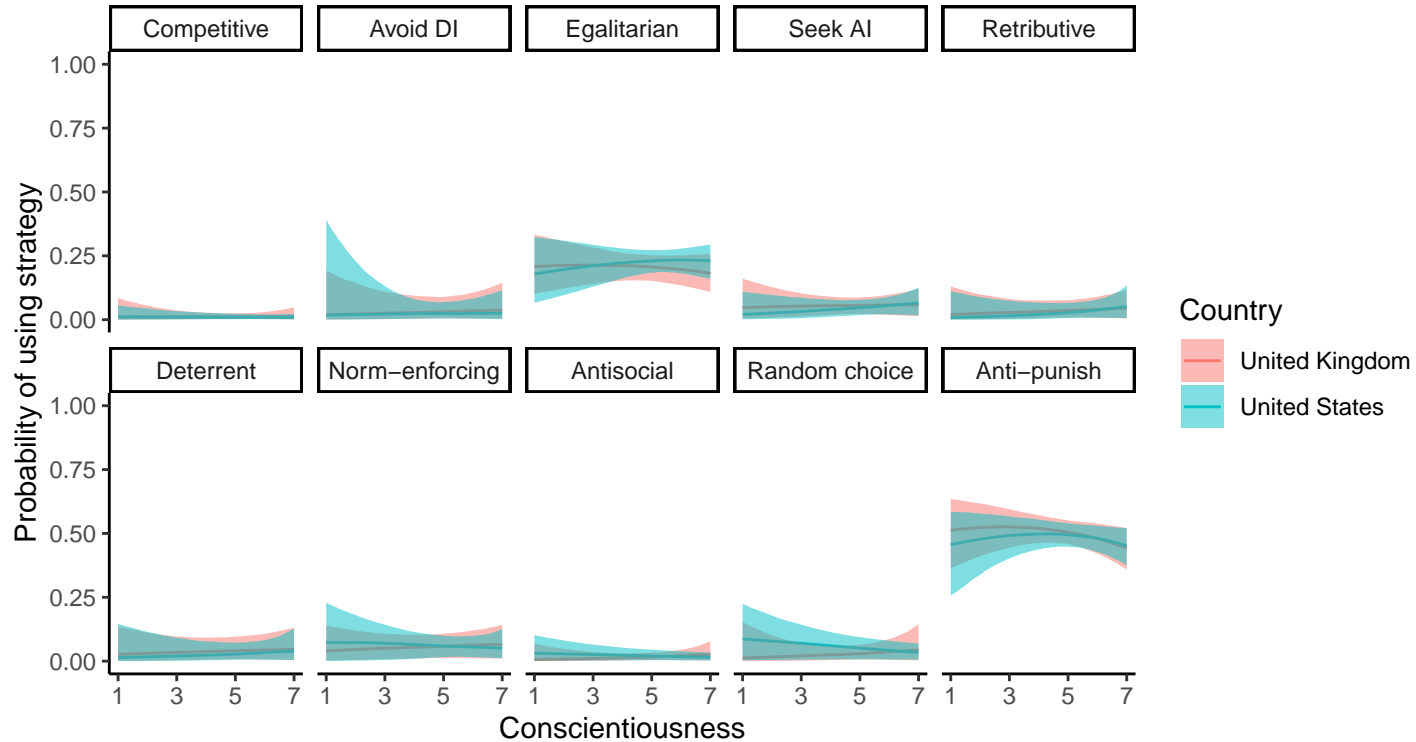 Competitive
Avoid DI
Egalitarian
Seek AI
Retributive
1.00
0.75
0.50
0.25
0.00
Deterrent
Norm−enforcing
Antisocial
Random choice
Anti−punish
1.00
0.75
0.50
0.25
0.00
1 3 5 7
1 3 5 7
1 3 5 7
1 3 5 7
1 3 5 7
Conscientiousness
Probability of using strategy
Country
United Kingdom
United States